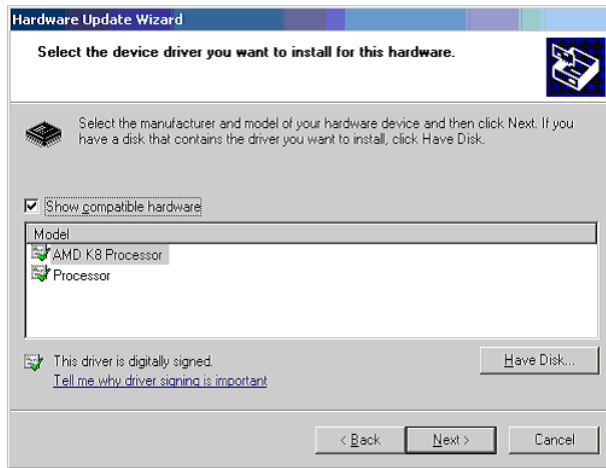 Hardware Update Wizard
Select the device driver you want to install for this hardware.
Select the manufacturer and model of your hardware device and then click Next. If you
have a disk that contains the driver you want to install, click Have Disk.
Show compatible hardware
Model
AMD K8 Processor
Processor
This driver is digitally signed.
Have Disk...
Tell me why driver signing is important
< Back
Next >
Cancel